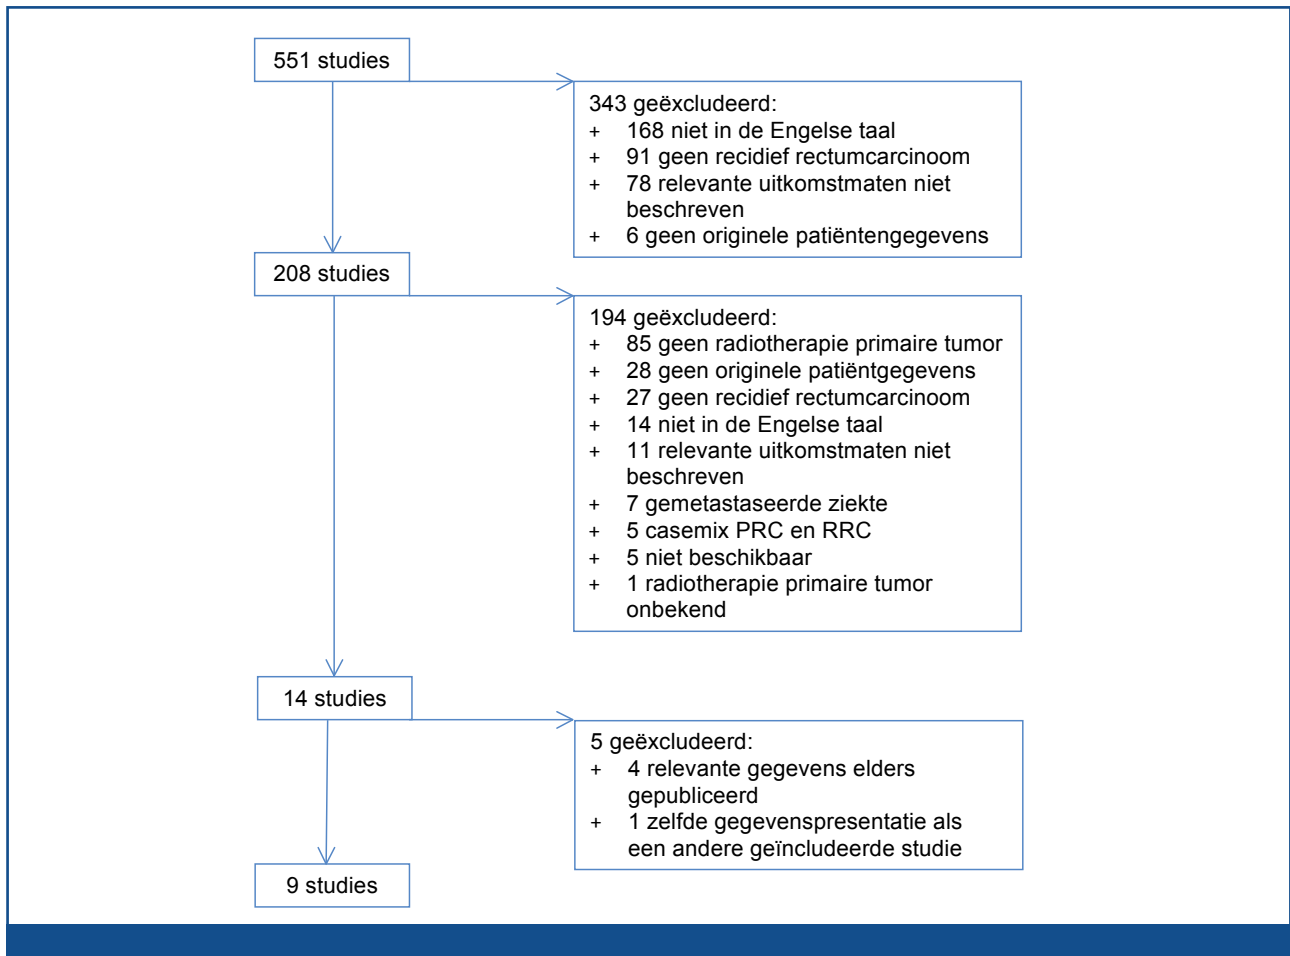 551 studies
343 geëxcludeerd:
+ 168 niet in de Engelse taal
+ 91 geen recidief rectumcarcinoom
+ 78 relevante uitkomstmaten niet
beschreven
+ 6 geen originele patiëntengegevens
208 studies
194 geëxcludeerd:
+ 85 geen radiotherapie primaire tumor
+ 28 geen originele patiëntgegevens
+ 27 geen recidief rectumcarcinoom
+ 14 niet in de Engelse taal
+ 11 relevante uitkomstmaten niet
beschreven
+ 7 gemetastaseerde ziekte
+ 5 casemix PRC en RRC
+ 5 niet beschikbaar
+ 1 radiotherapie primaire tumor
onbekend
14 studies
5 geëxcludeerd:
+ 4 relevante gegevens elders
gepubliceerd
+ 1 zelfde gegevenspresentatie als
een andere geïncludeerde studie
9 studies